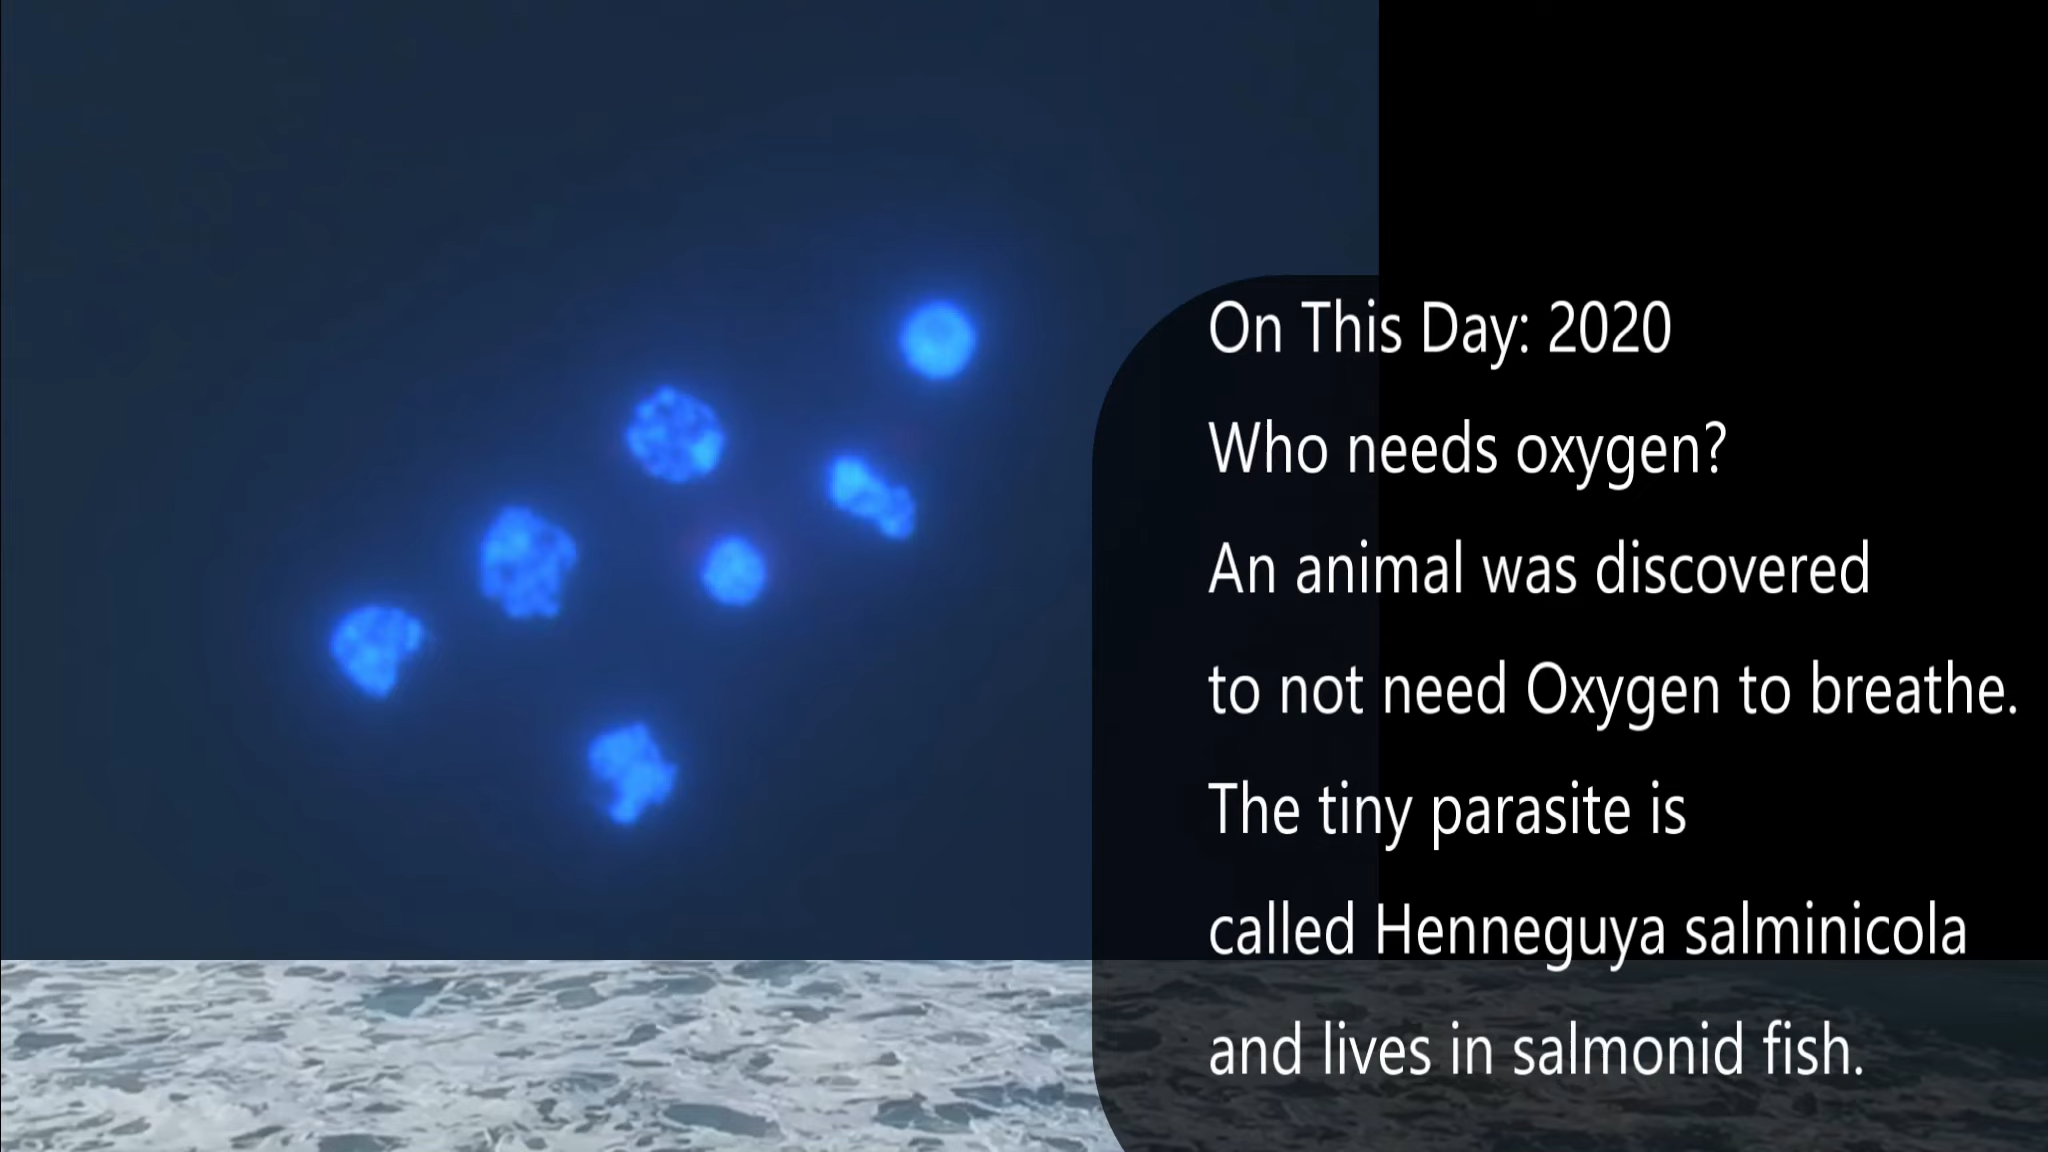 On This Day: 2020
Who needs oxygen?
An animal was discovered
to not need Oxygen to breathe.
The tiny parasite is
called Henneguya salminicola
and lives in salmonid fish.